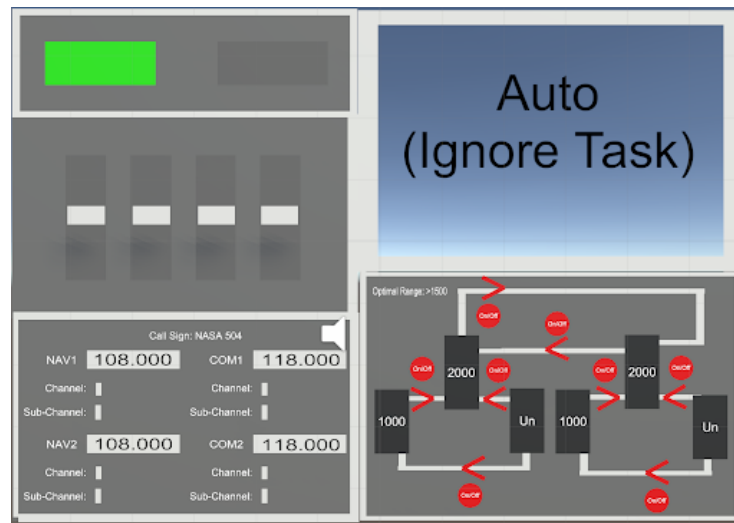 Auto
(Ignore Task)
Call Sign: NASA 504
NAV1 108.000 COM1 118.000
Channel: Channel:
Sub-Channel: Sub-Channel:
NAV2 108.000 COM2 118.000
Channel: Channel:
Sub-Channel: Sub-Channel:
Optimal Range: >1500
On/Off
On/Off
On/Off 2000 On/Off On/Off 2000 On/Off
1000 Un 1000 Un
On/Off On/Off